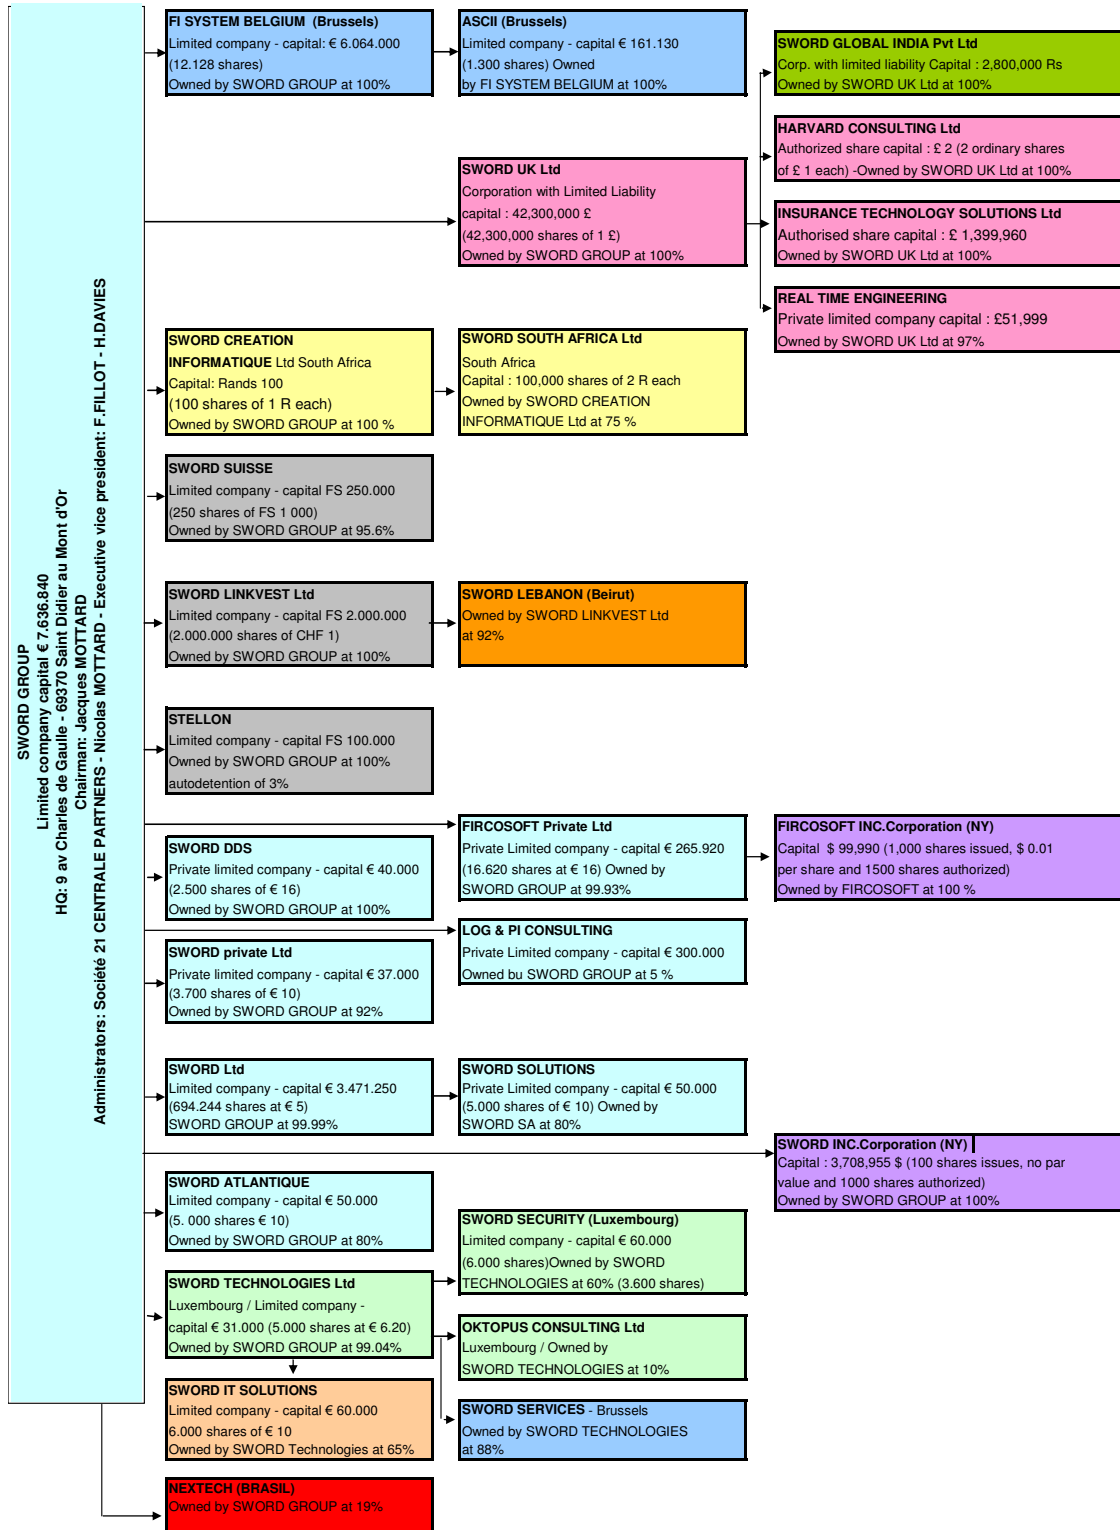 SWORD GROUP
Limited company capital € 7.636.840
HQ: 9 av Charles de Gaulle - 69370 Saint Didier au Mont d'Or
Chairman: Jacques MOTTARD
Administrators: Société 21 CENTRALE PARTNERS - Nicolas MOTTARD - Executive vice president: F.FILLOT - H.DAVIES
FI SYSTEM BELGIUM (Brussels)
Limited company - capital: € 6.064.000
(12.128 shares)
Owned by SWORD GROUP at 100%
ASCII (Brussels)
Limited company - capital € 161.130
(1.300 shares) Owned
by FI SYSTEM BELGIUM at 100%
SWORD GLOBAL INDIA Pvt Ltd
Corp. with limited liability Capital : 2,800,000 Rs
Owned by SWORD UK Ltd at 100%
HARVARD CONSULTING Ltd
Authorized share capital : £ 2 (2 ordinary shares
of £ 1 each) -Owned by SWORD UK Ltd at 100%
SWORD UK Ltd
Corporation with Limited Liability
capital : 42,300,000 £
(42,300,000 shares of 1 £)
Owned by SWORD GROUP at 100%
INSURANCE TECHNOLOGY SOLUTIONS Ltd
Authorised share capital : £ 1,399,960
Owned by SWORD UK Ltd at 100%
REAL TIME ENGINEERING
Private limited company capital : £51,999
Owned by SWORD UK Ltd at 97%
SWORD CREATION
INFORMATIQUE Ltd South Africa
Capital: Rands 100
(100 shares of 1 R each)
Owned by SWORD GROUP at 100 %
SWORD SOUTH AFRICA Ltd
South Africa
Capital : 100,000 shares of 2 R each
Owned by SWORD CREATION
INFORMATIQUE Ltd at 75 %
SWORD SUISSE
Limited company - capital FS 250.000
(250 shares of FS 1 000)
Owned by SWORD GROUP at 95.6%
SWORD LINKVEST Ltd
Limited company - capital FS 2.000.000
(2.000.000 shares of CHF 1)
Owned by SWORD GROUP at 100%
SWORD LEBANON (Beirut)
Owned by SWORD LINKVEST Ltd
at 92%
STELLON
Limited company - capital FS 100.000
Owned by SWORD GROUP at 100%
autodetention of 3%
FIRCOSOFT Private Ltd
Private Limited company - capital € 265.920
(16.620 shares at € 16) Owned by
SWORD GROUP at 99.93%
FIRCOSOFT INC.Corporation (NY)
Capital $ 99,990 (1,000 shares issued, $ 0.01
per share and 1500 shares authorized)
Owned by FIRCOSOFT at 100 %
SWORD DDS
Private limited company - capital € 40.000
(2.500 shares of € 16)
Owned by SWORD GROUP at 100%
LOG & PI CONSULTING
Private Limited company - capital € 300.000
Owned bu SWORD GROUP at 5 %
SWORD private Ltd
Private limited company - capital € 37.000
(3.700 shares of € 10)
Owned by SWORD GROUP at 92%
SWORD Ltd
Limited company - capital € 3.471.250
(694.244 shares at € 5)
SWORD GROUP at 99.99%
SWORD SOLUTIONS
Private Limited company - capital € 50.000
(5.000 shares of € 10) Owned by
SWORD SA at 80%
SWORD INC.Corporation (NY)
Capital : 3,708,955 $ (100 shares issues, no par
value and 1000 shares authorized)
Owned by SWORD GROUP at 100%
SWORD ATLANTIQUE
Limited company - capital € 50.000
(5. 000 shares € 10)
Owned by SWORD GROUP at 80%
SWORD SECURITY (Luxembourg)
Limited company - capital € 60.000
(6.000 shares)Owned by SWORD
TECHNOLOGIES at 60% (3.600 shares)
SWORD TECHNOLOGIES Ltd
Luxembourg / Limited company -
capital € 31.000 (5.000 shares at € 6.20)
Owned by SWORD GROUP at 99.04%
OKTOPUS CONSULTING Ltd
Luxembourg / Owned by
SWORD TECHNOLOGIES at 10%
SWORD IT SOLUTIONS
Limited company - capital € 60.000
6.000 shares of € 10
Owned by SWORD Technologies at 65%
SWORD SERVICES - Brussels
Owned by SWORD TECHNOLOGIES
at 88%
NEXTECH (BRASIL)
Owned by SWORD GROUP at 19%